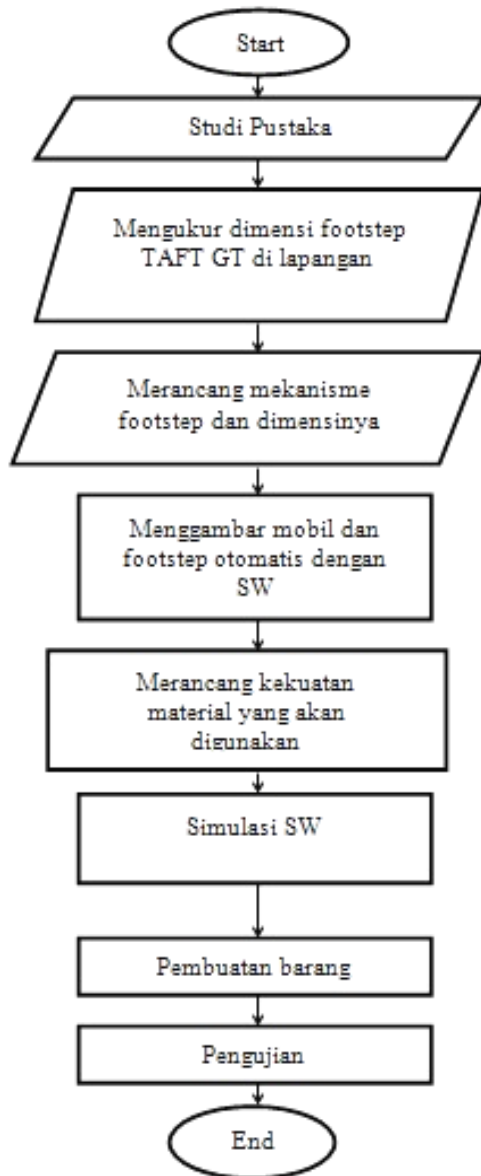 Start
Studi Pustaka
Mengukur dimensi footstep
TAFT GT di lapangan
Merancang mekanisme
footstep dan dimensinya
Menggambar mobil dan
footstep otomatis dengan
SW
Merancang kekuatan
material yang akan
digunakan
Simulasi SW
Pembuatan barang
Pengujian
End